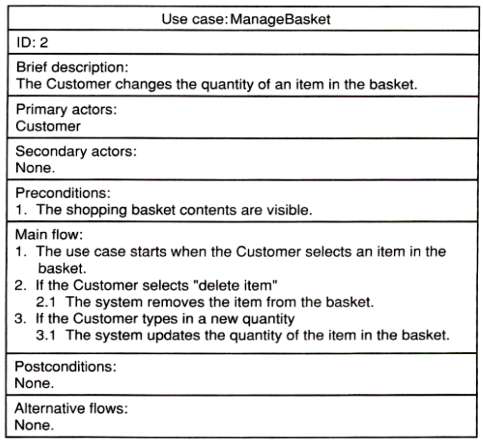 Use case: ManageBasket
ID: 2
Brief description:
The Customer changes the quantity of an item in the basket.
Primary actors:
Customer
Secondary actors:
None.
Preconditions:
1. The shopping basket contents are visible.
Main flow:
1. The use case starts when the Customer selects an item in the
basket.
2. If the Customer selects "delete item"
2.1 The system removes the item from the basket.
3. If the Customer types in a new quantity
3.1 The system updates the quantity of the item in the basket.
Postconditions:
None.
Alternative flows:
None.